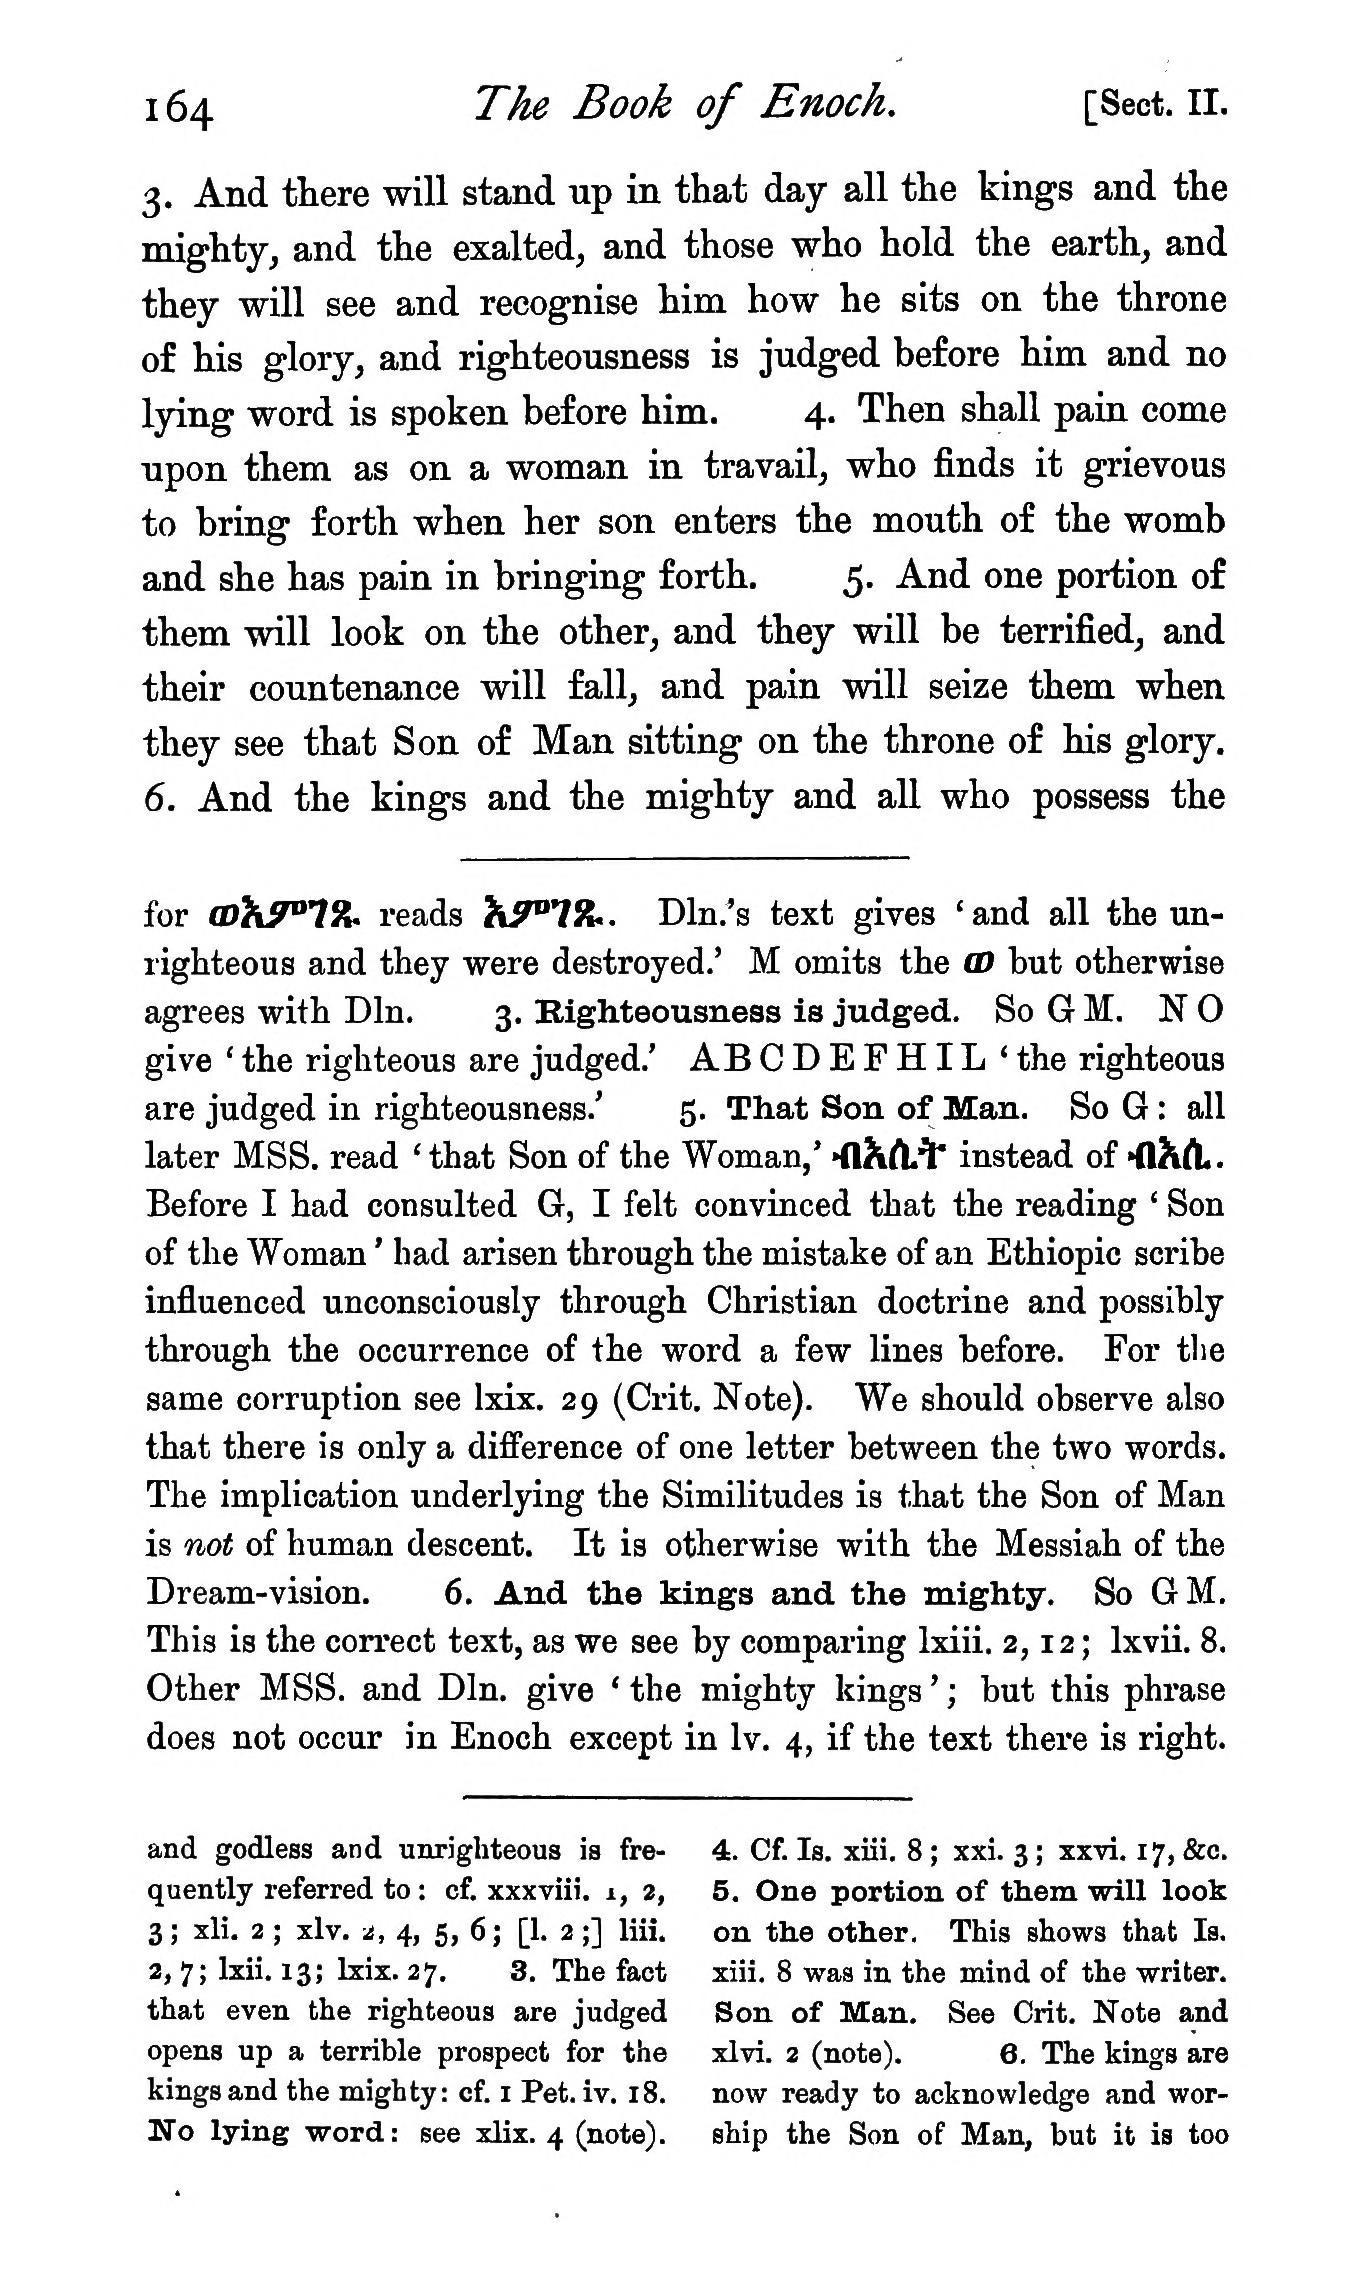 164 The Book of Enoch. [Sect. II.
3. And there will stand up in that day all the kings and the
mighty, and the exalted, and those who hold the earth, and
they will see and recognise him how he sits on the throne
of his glory, and righteousness is judged before him and no
lying word is spoken before him. 4. Then shall pain come
upon them as on a woman in travail, who finds it grievous
to bring forth when her son enters the mouth of the womb
and she has pain in bringing forth. 5. And one portion of
them will look on the other, and they will be terrified, and
their countenance will fall, and pain will seize them when
they see that Son of Man sitting on the throne of his glory.
6. And the kings and the mighty and all who possess the
for ወእምገጹ reads እምገጹ. Dln.'s text gives ‘and all the un-
righteous and they were destroyed.’ M omits the ወ but otherwise
agrees with Dln. 3. Righteousness is judged. So G M. N O
give ‘the righteous are judged.’ A B C D E F H I L ‘the righteous
are judged in righteousness.’ 5. That Son of Man. So G: all
later MSS. read ‘that Son of the Woman,’ ብእሲት instead of ብእሲ.
Before I had consulted G, I felt convinced that the reading ‘Son
of the Woman’ had arisen through the mistake of an Ethiopic scribe
influenced unconsciously through Christian doctrine and possibly
through the occurrence of the word a few lines before. For the
same corruption see lxix. 29 (Crit. Note). We should observe also
that there is only a difference of one letter between the two words.
The implication underlying the Similitudes is that the Son of Man
is not of human descent. It is otherwise with the Messiah of the
Dream-vision. 6. And the kings and the mighty. So G M.
This is the correct text, as we see by comparing lxiii. 2, 12; lxvii. 8.
Other MSS. and Dln. give ‘the mighty kings’; but this phrase
does not occur in Enoch except in lv. 4, if the text there is right.
and godless and unrighteous is fre-
quently referred to: cf. xxxviii. 1, 2,
3; xli. 2; xlv. 2, 4, 5, 6; [l. 2;] liii.
2, 7; lxii. 13; lxix. 27. 3. The fact
that even the righteous are judged
opens up a terrible prospect for the
kings and the mighty: cf. 1 Pet. iv. 18.
No lying word: see xlix. 4 (note).
4. Cf. Is. xiii. 8; xxi. 3; xxvi. 17, &c.
5. One portion of them will look
on the other. This shows that Is.
xiii. 8 was in the mind of the writer.
Son of Man. See Crit. Note and
xlvi. 2 (note). 6. The kings are
now ready to acknowledge and wor-
ship the Son of Man, but it is too